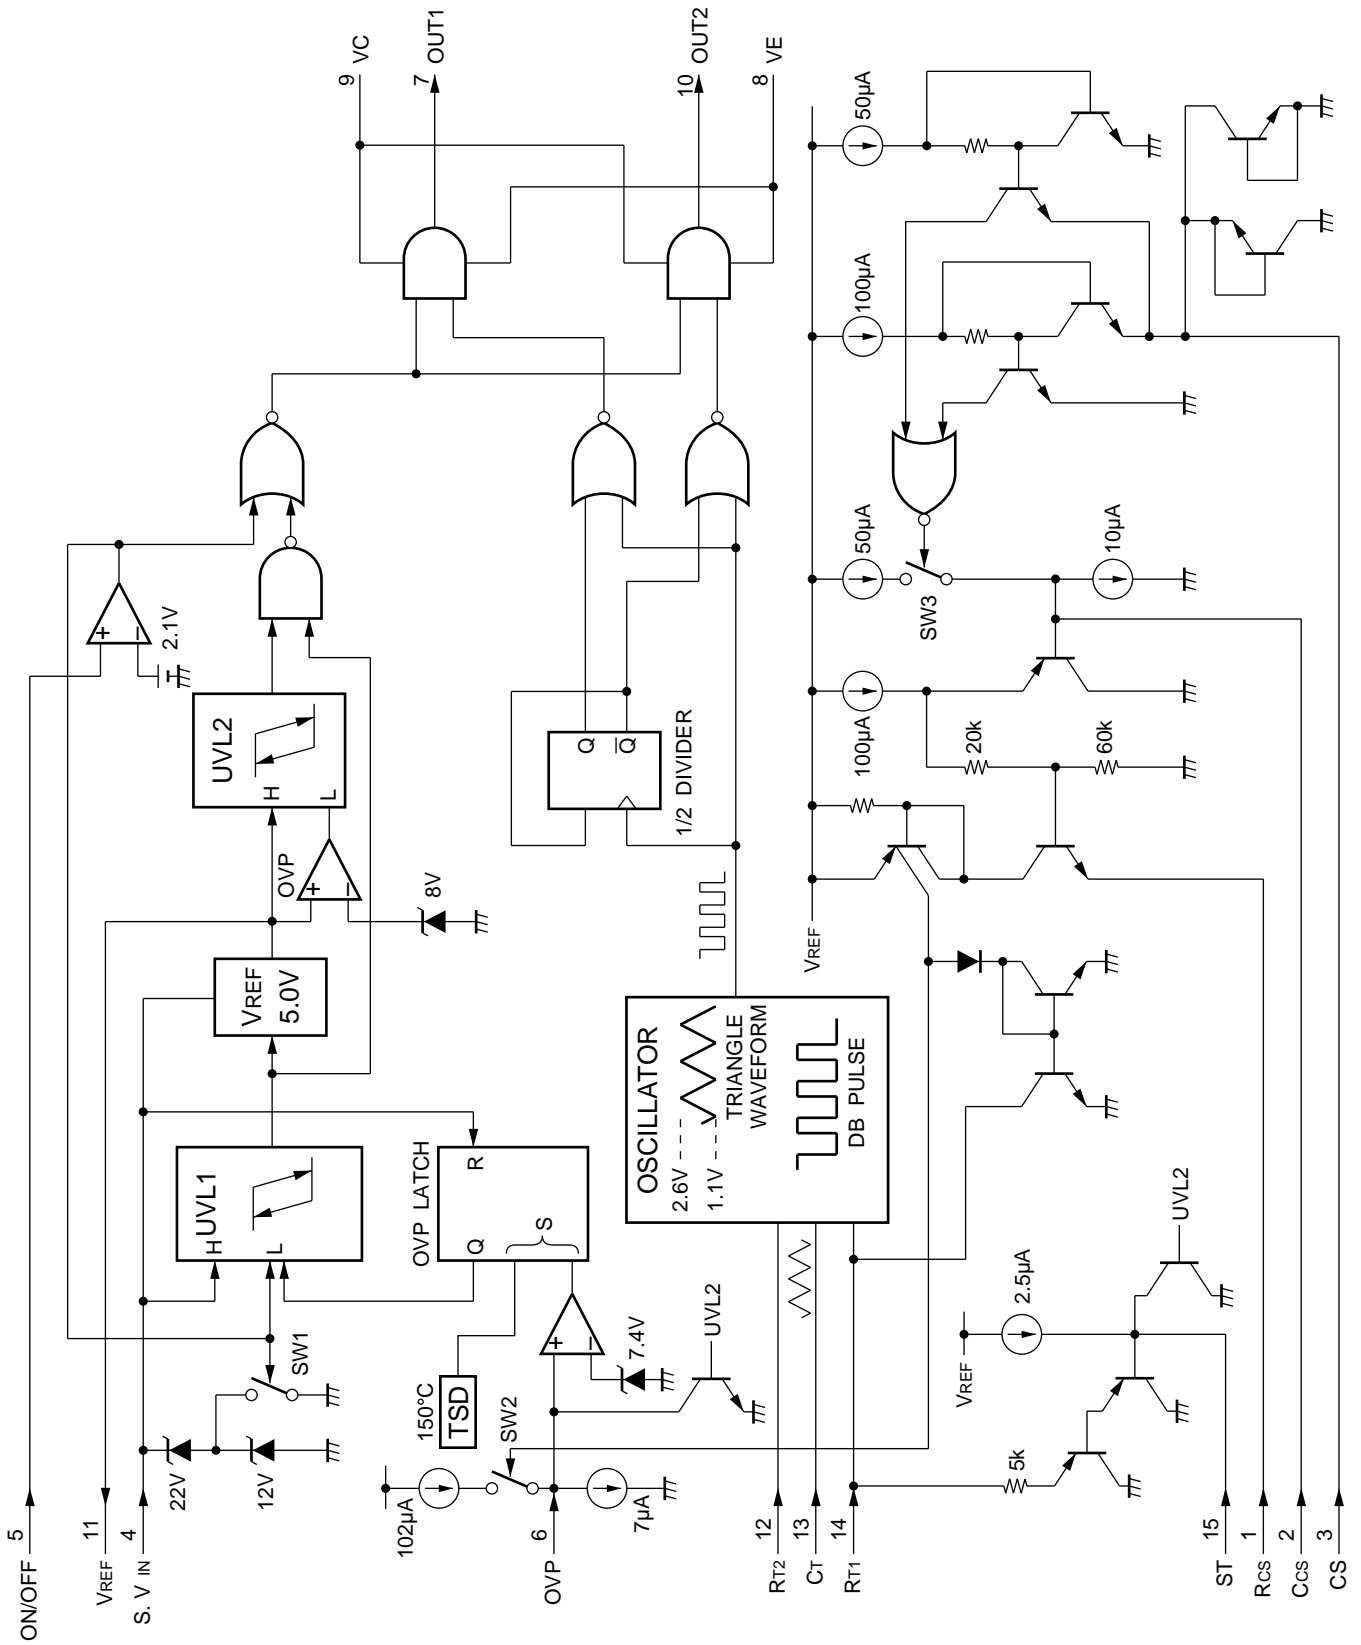 ON/OFF 5
VREF 11
S. V IN 4
OVP 6
RT2 12
CT 13
RT1 14
ST 15
RCS 1
CCS 2
CS 3
22V
12V
SW1
UVL1
H
L
VREF
5.0V
OVP
+
−
8V
UVL2
H
L
+
−
2.1V
102µA
SW2
7µA
150°C
TSD
OVP LATCH
Q
R
S
+
−
7.4V
UVL2
OSCILLATOR
2.6V
1.1V
TRIANGLE
WAVEFORM
DB PULSE
Q
Q
1/2 DIVIDER
9 VC
7 OUT1
10 OUT2
8 VE
VREF
100µA
50µA
SW3
10µA
20k
60k
100µA
50µA
VREF
2.5µA
UVL2
5k